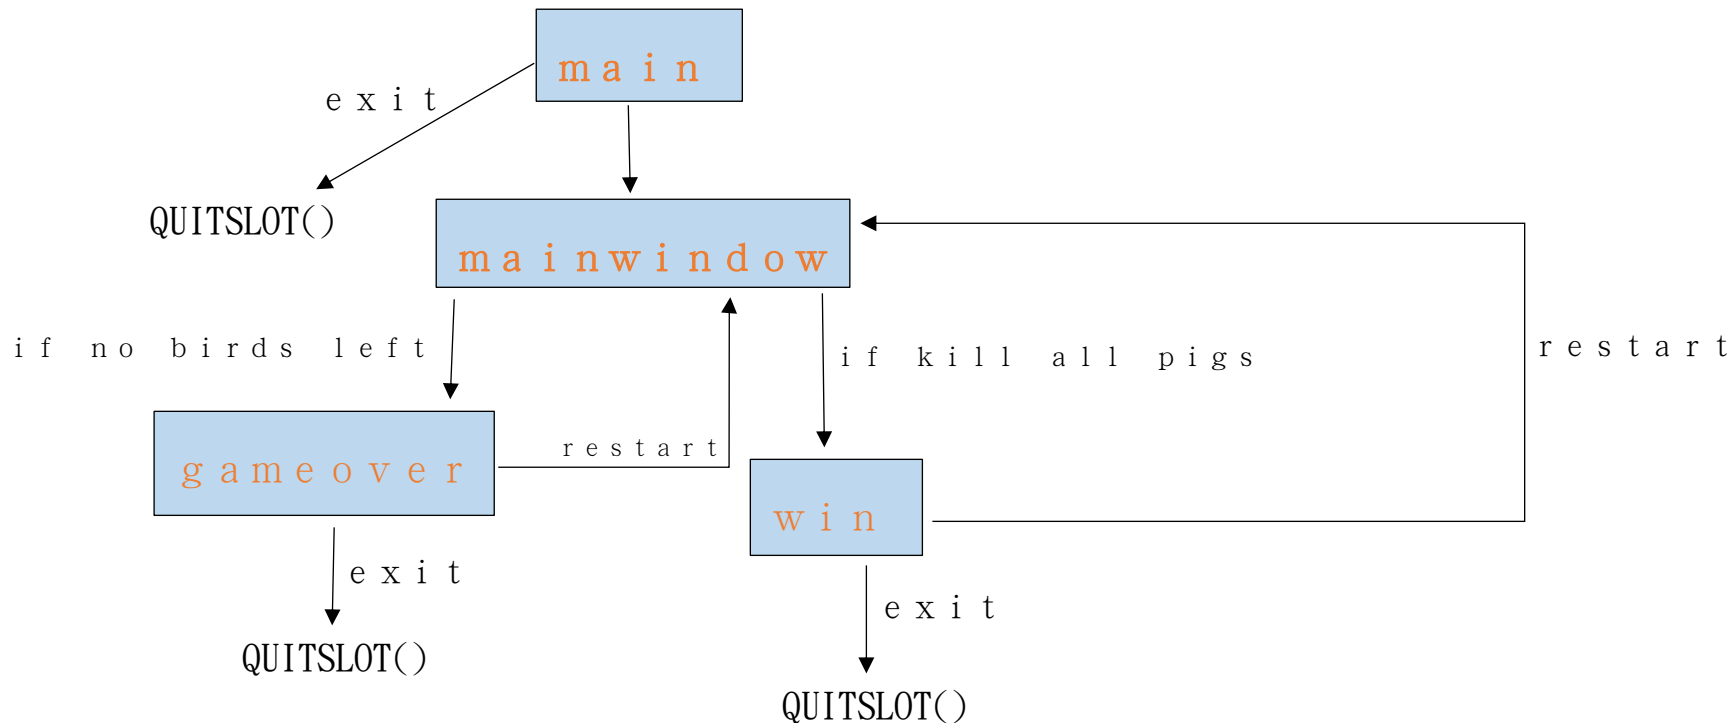 main
exit
QUITSLOT()
mainwindow
if no birds left
if kill all pigs
restart
gameover
restart
win
exit
QUITSLOT()
exit
QUITSLOT()